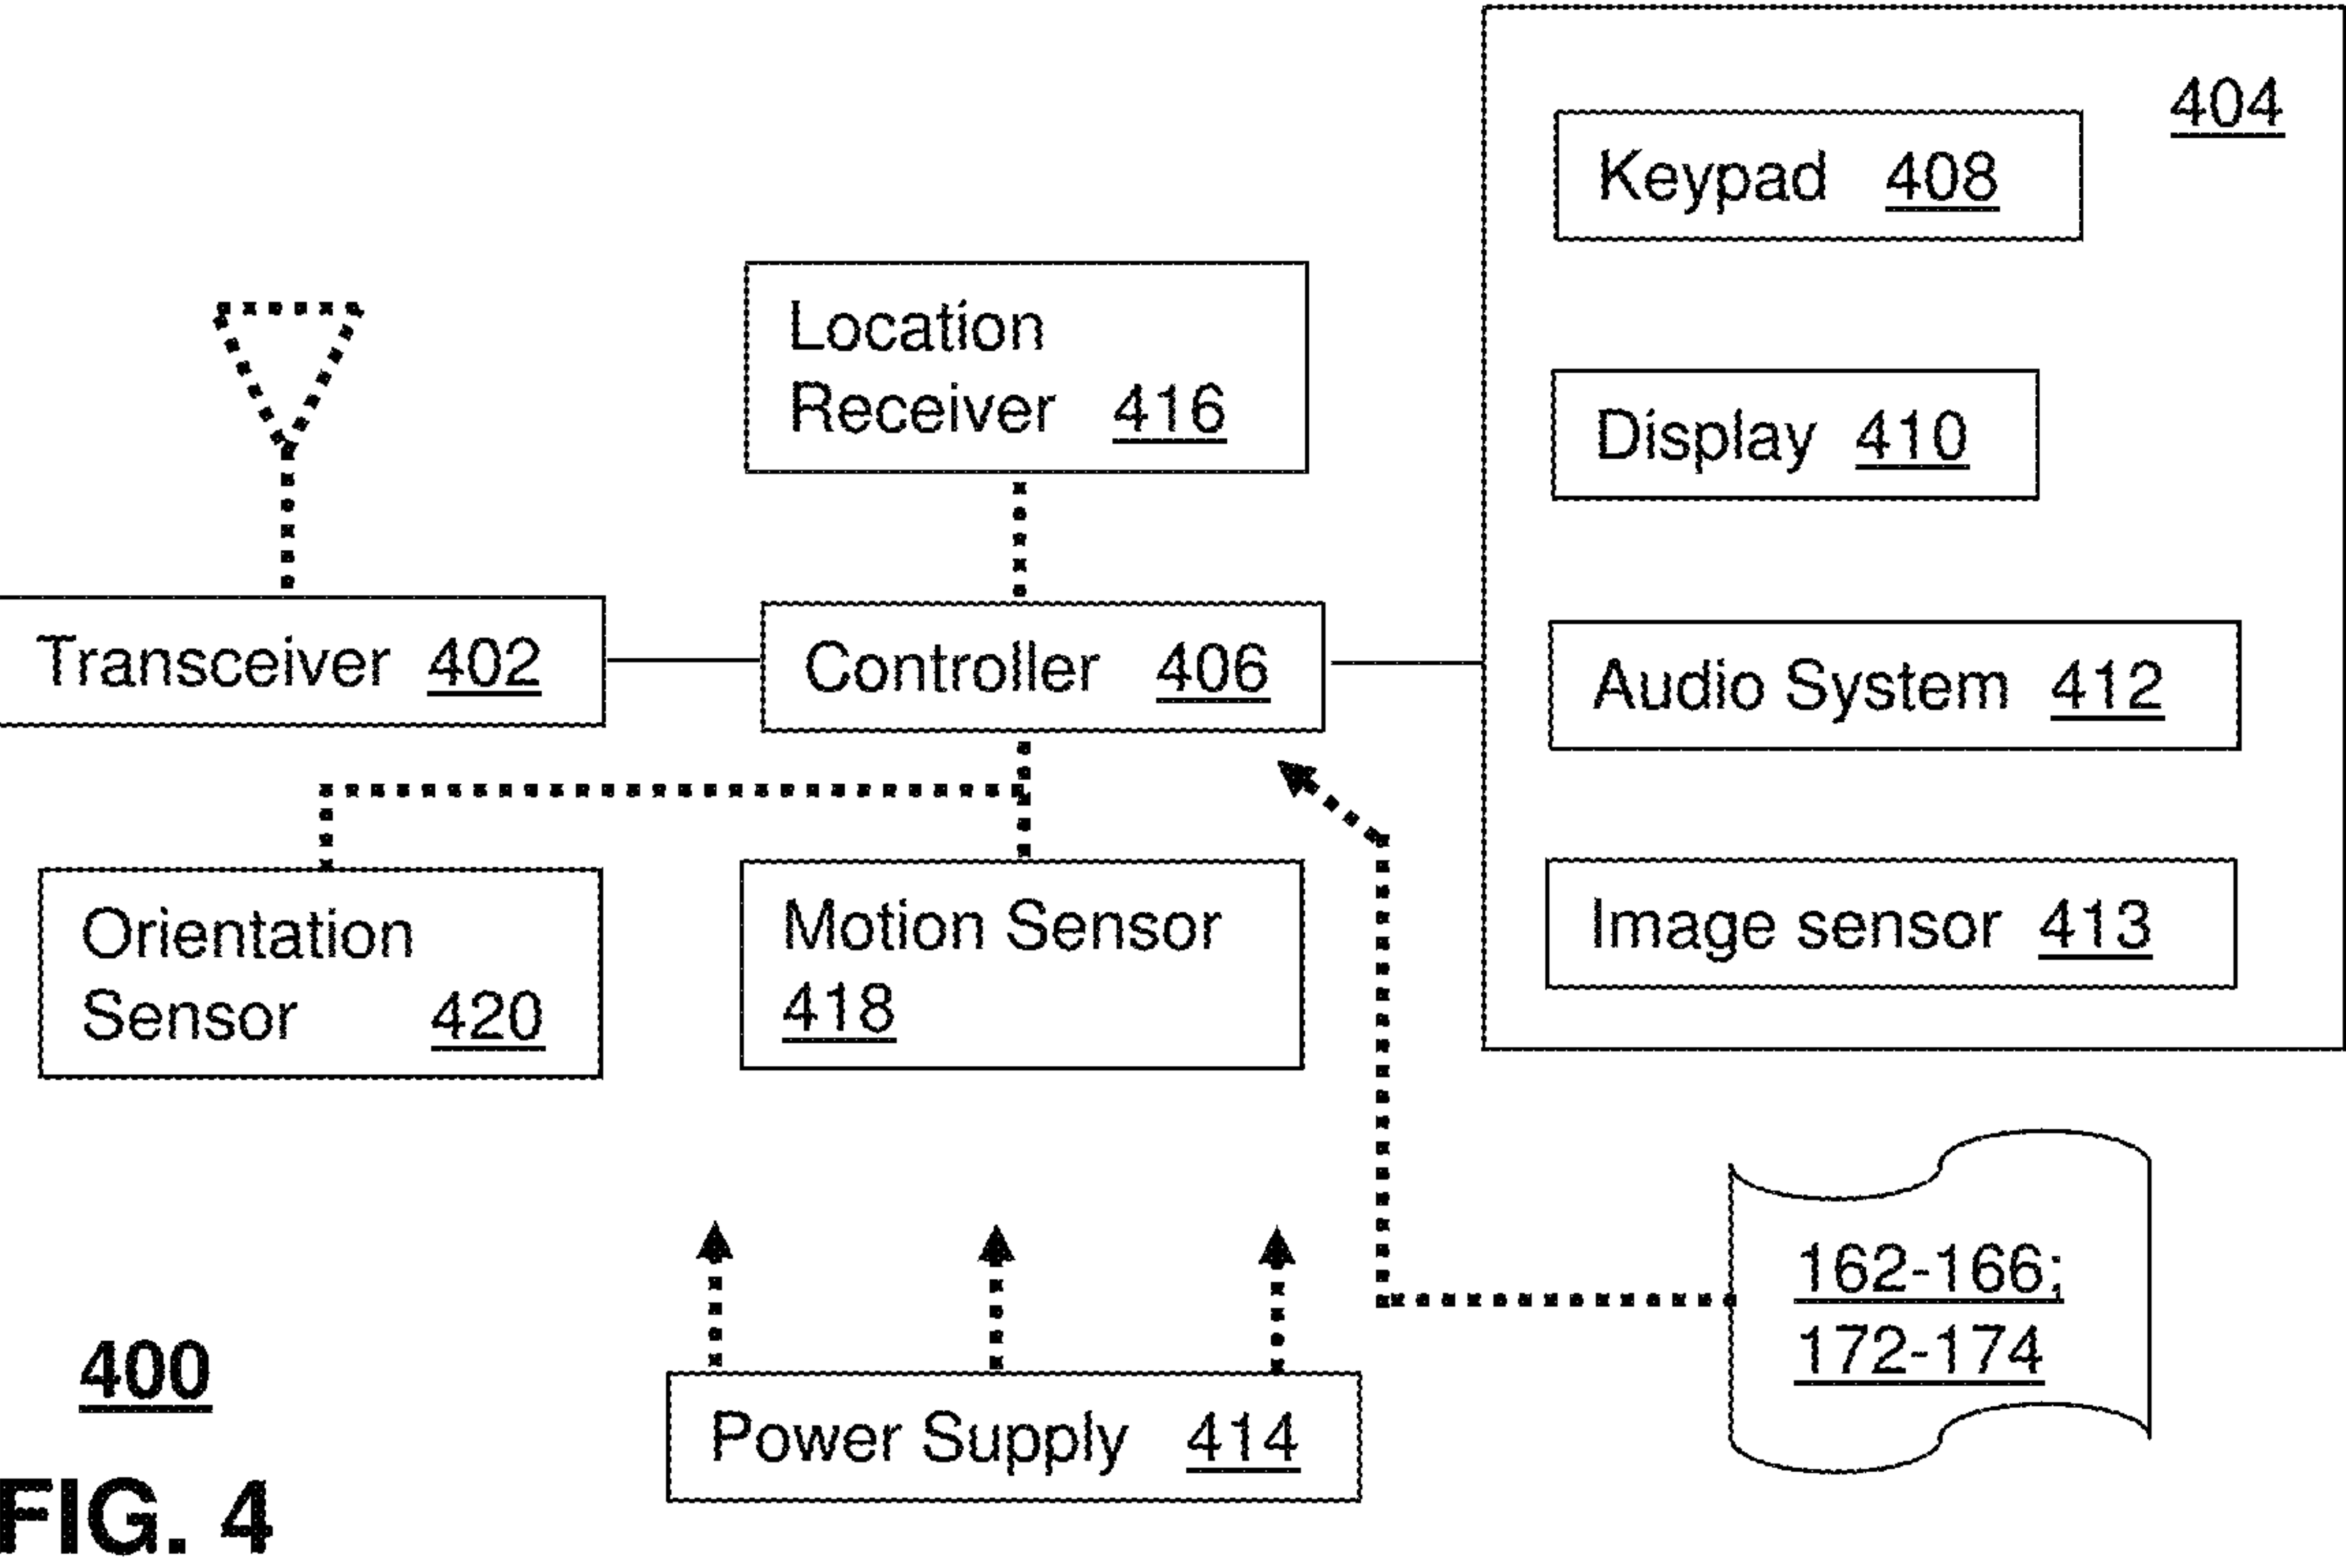 404
Keypad 408
Location
Receiver 416
Display 410
Transceiver 402
Controller 406
Audio System 412
Orientation
Sensor 420
Motion Sensor
418
Image sensor 413
162-166;
172-174
400
Power Supply 414
FIG. 4